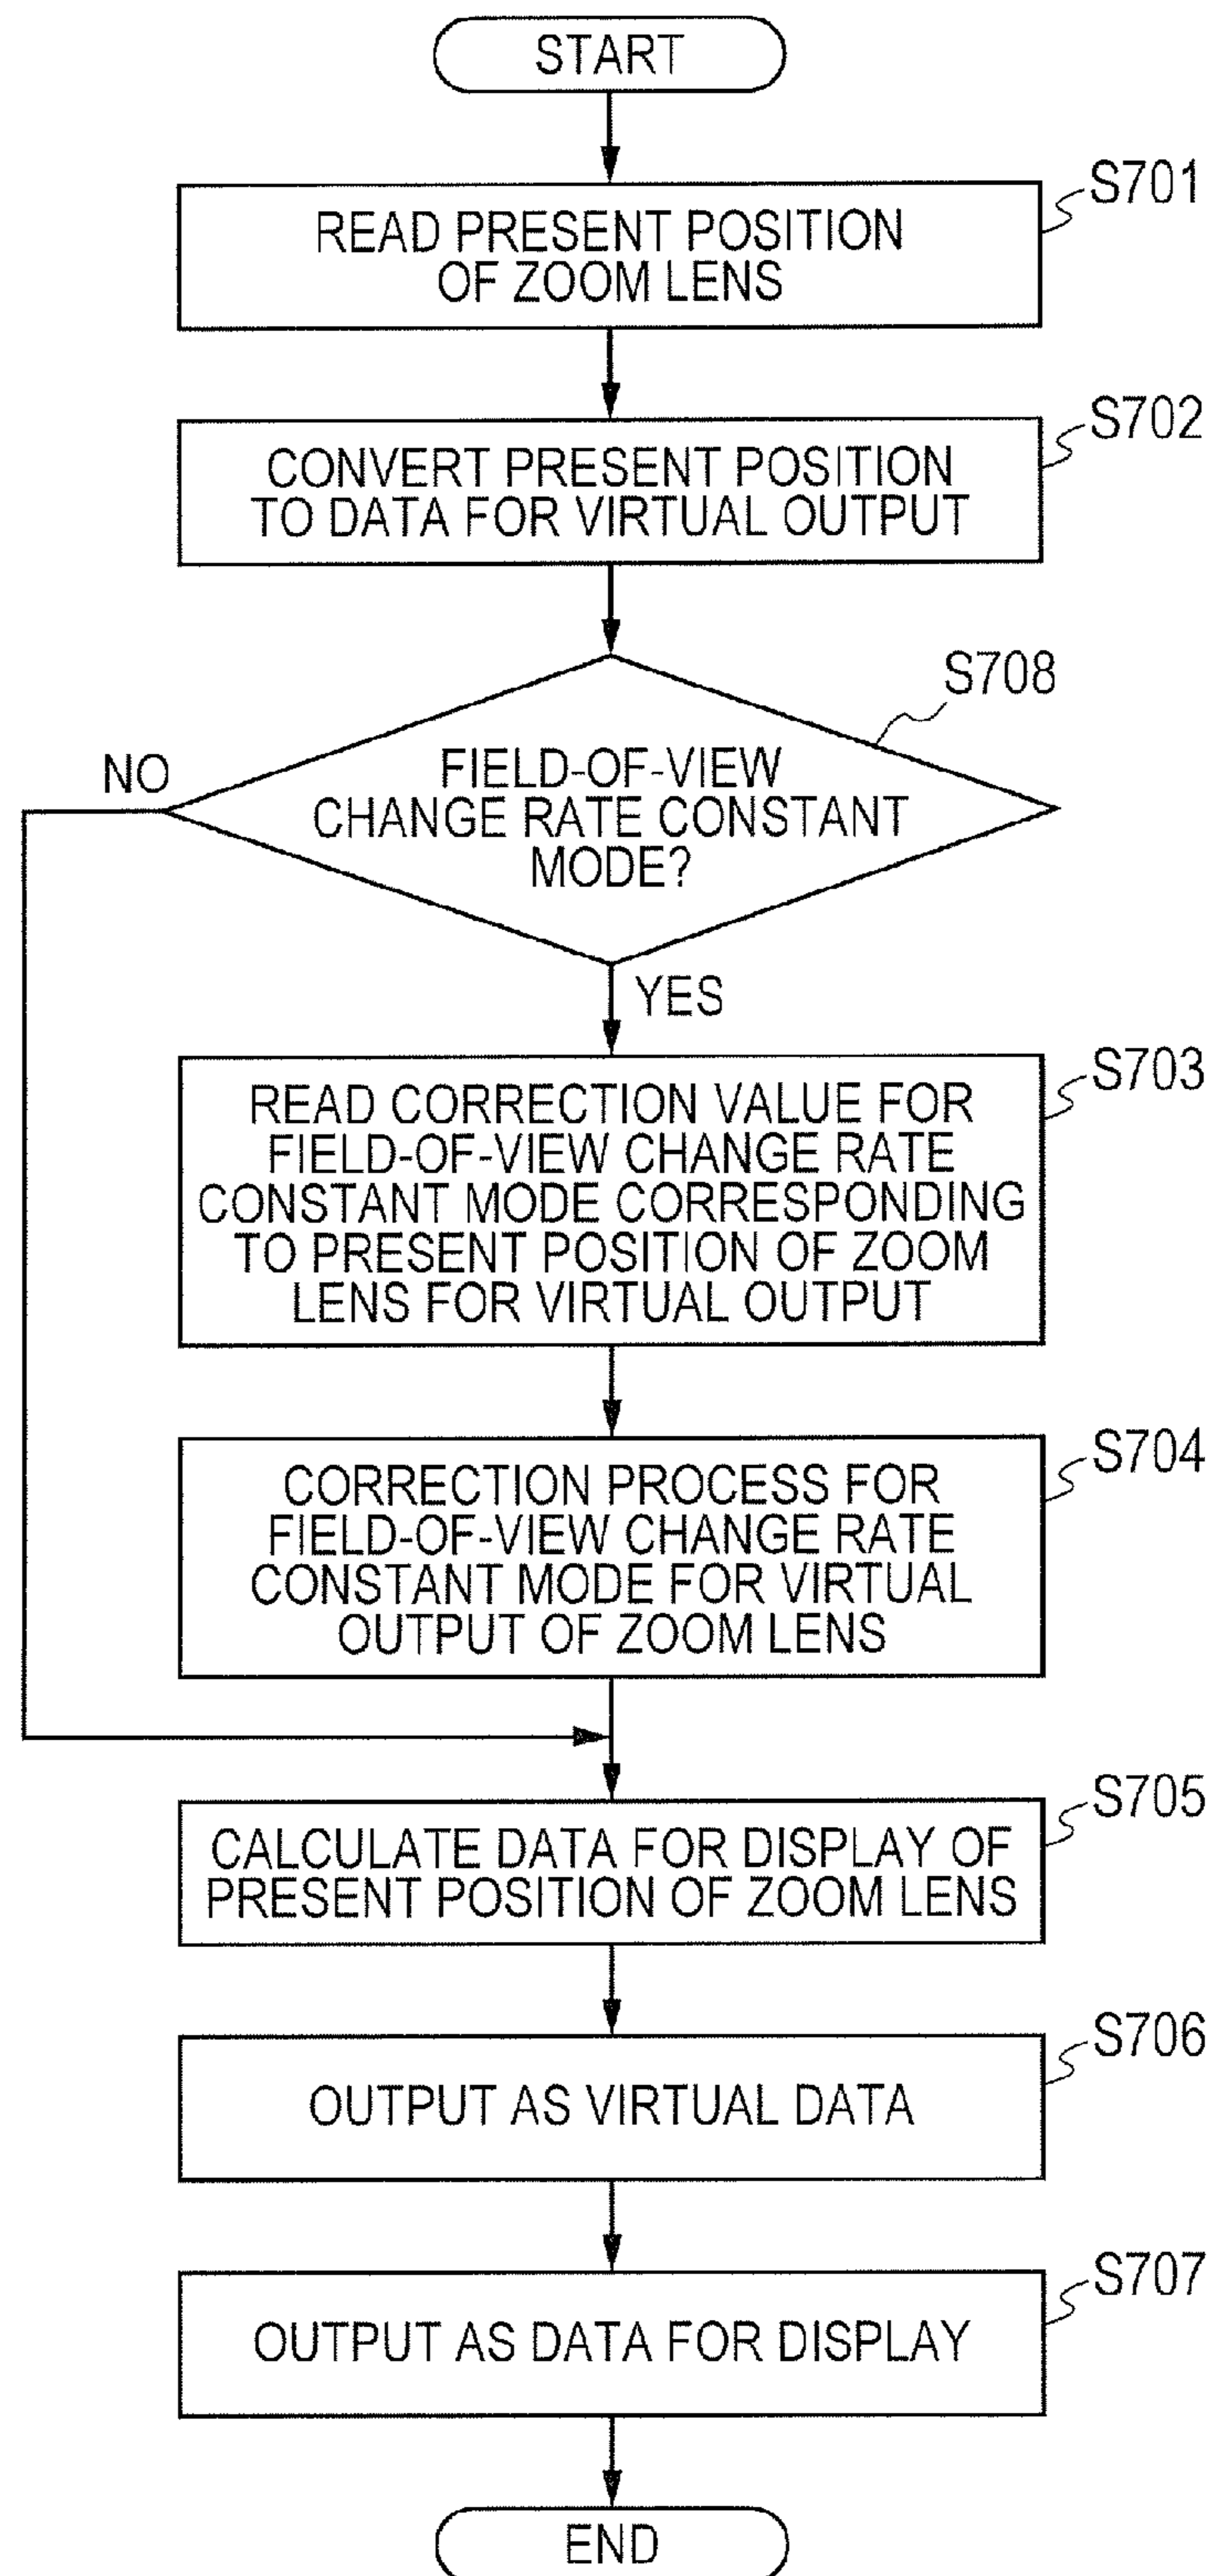 START
S701
READ PRESENT POSITION
OF ZOOM LENS
S702
CONVERT PRESENT POSITION
TO DATA FOR VIRTUAL OUTPUT
S708
NO
FIELD-OF-VIEW
CHANGE RATE CONSTANT
MODE?
YES
S703
READ CORRECTION VALUE FOR
FIELD-OF-VIEW CHANGE RATE
CONSTANT MODE CORRESPONDING
TO PRESENT POSITION OF ZOOM
LENS FOR VIRTUAL OUTPUT
S704
CORRECTION PROCESS FOR
FIELD-OF-VIEW CHANGE RATE
CONSTANT MODE FOR VIRTUAL
OUTPUT OF ZOOM LENS
S705
CALCULATE DATA FOR DISPLAY OF
PRESENT POSITION OF ZOOM LENS
S706
OUTPUT AS VIRTUAL DATA
S707
OUTPUT AS DATA FOR DISPLAY
END